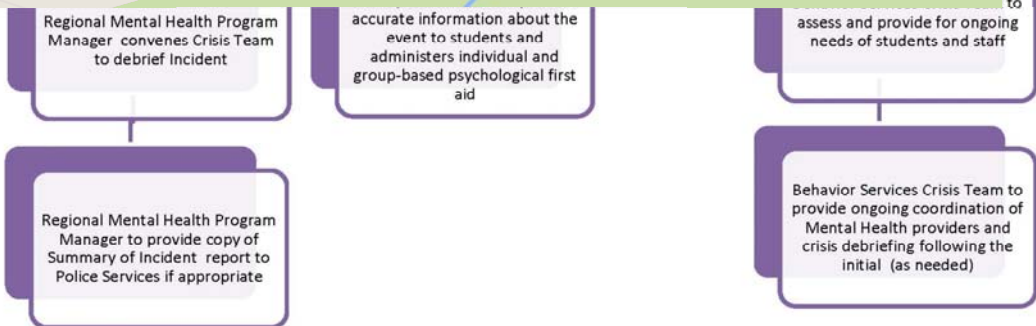 Regional Mental Health Program
Manager convenes Crisis Team
to debrief Incident
Regional Mental Health Program
Manager to provide copy of
Summary of Incident report to
Police Services if appropriate
accurate information about the
event to students and
administers individual and
group-based psychological first
aid
to
assess and provide for ongoing
needs of students and staff
Behavior Services Crisis Team to
provide ongoing coordination of
Mental Health providers and
crisis debriefing following the
initial (as needed)